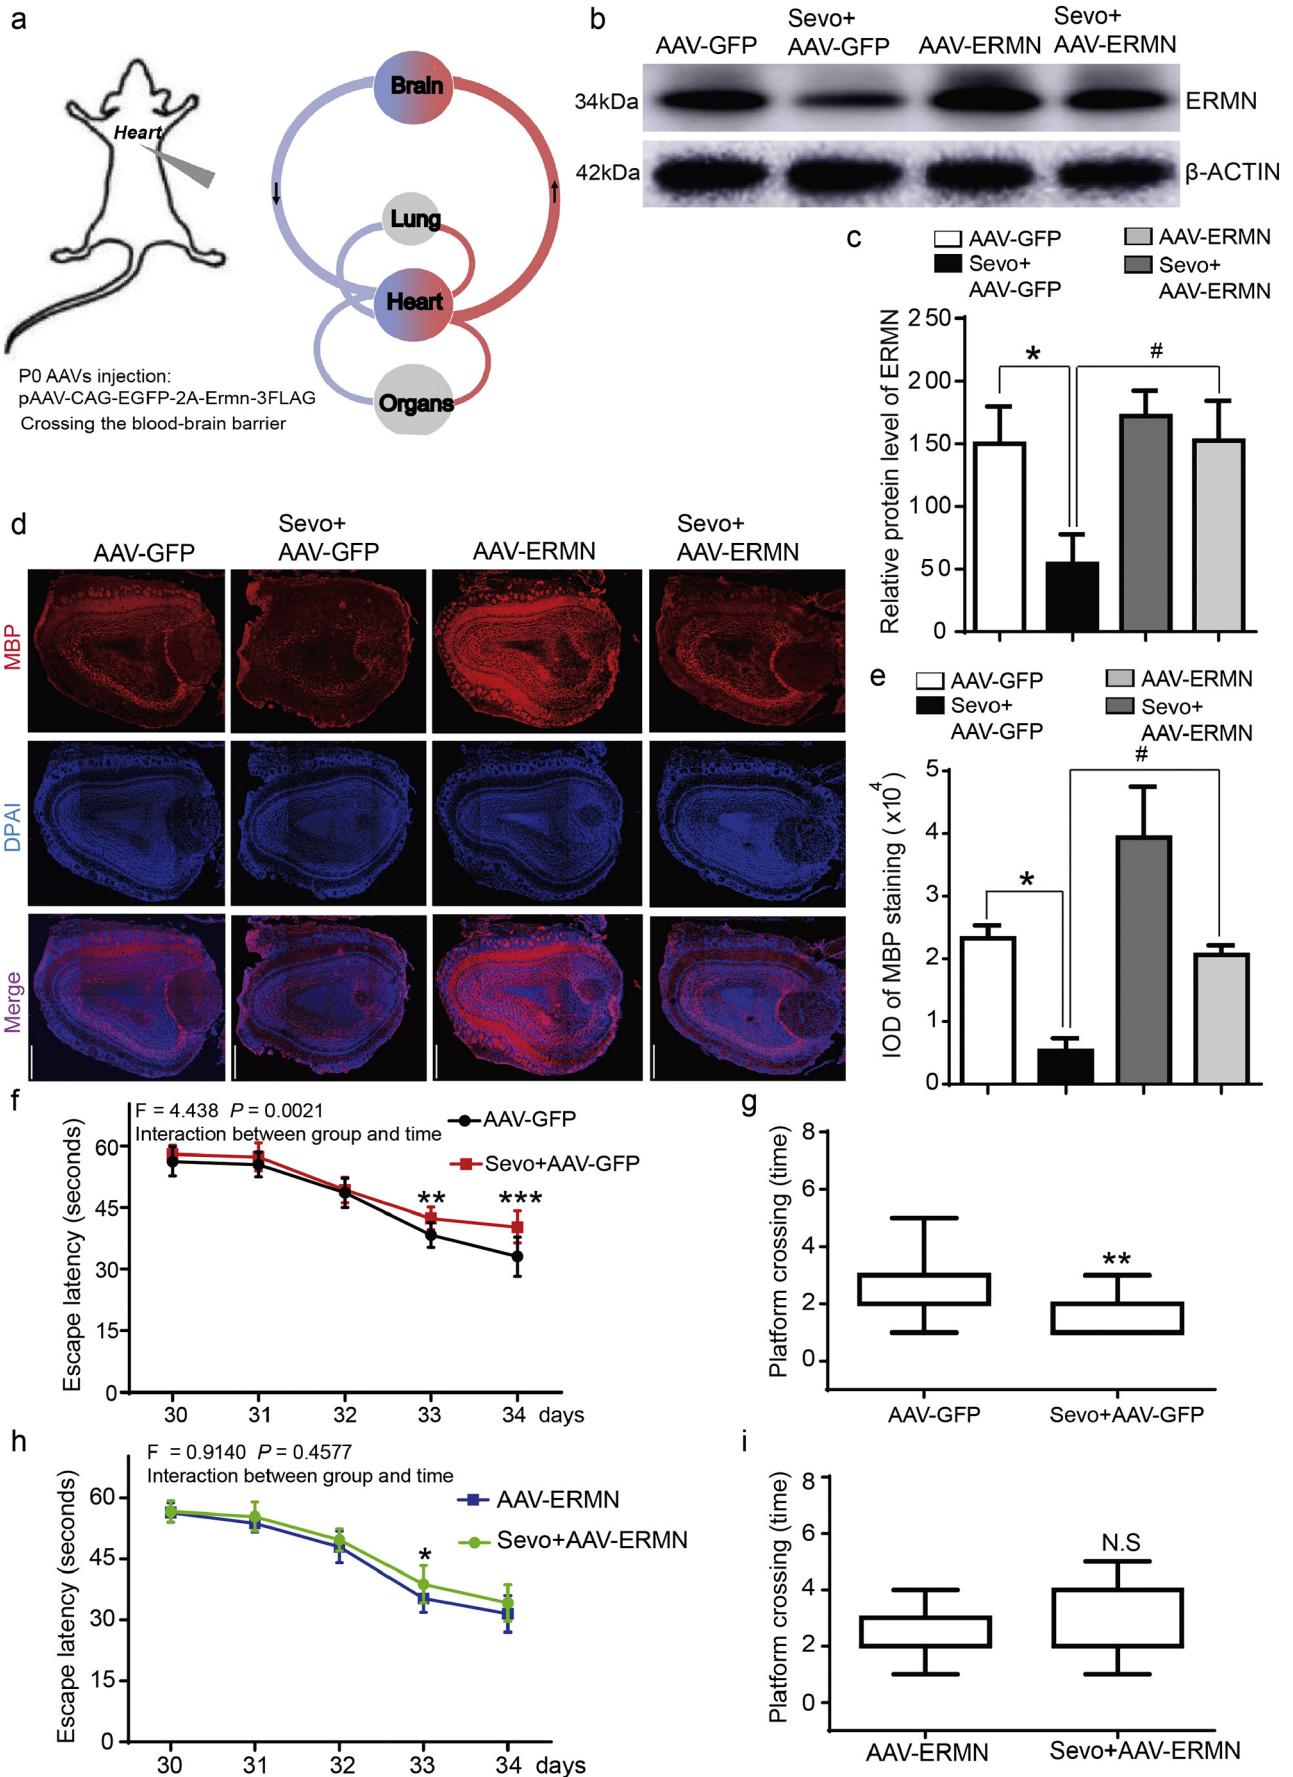 a
Heart
Brain
Lung
Heart
Organs
P0 AAVs injection:
pAAV-CAG-EGFP-2A-Ermn-3FLAG
Crossing the blood-brain barrier
b
AAV-GFP
Sevo+
AAV-GFP
AAV-ERMN
Sevo+
AAV-ERMN
34kDa
ERMN
42kDa
β-ACTIN
c
AAV-GFP
Sevo+
AAV-GFP
AAV-ERMN
Sevo+
AAV-ERMN
Relative protein level of ERMN
250
200
150
100
50
0
*
#
d
AAV-GFP
Sevo+
AAV-GFP
AAV-ERMN
Sevo+
AAV-ERMN
MBP
DPAI
Merge
e
AAV-GFP
Sevo+
AAV-GFP
AAV-ERMN
Sevo+
AAV-ERMN
IOD of MBP staining ( x10^4)
5
4
3
2
1
0
*
#
f
F = 4.438 P = 0.0021
Interaction between group and time
AAV-GFP
Sevo+AAV-GFP
Escape latency (seconds)
60
45
30
15
0
** ***
30 31 32 33 34 days
g
Platform crossing (time)
8
6
4
2
0
**
AAV-GFP Sevo+AAV-GFP
h
F = 0.9140 P = 0.4577
Interaction between group and time
AAV-ERMN
Sevo+AAV-ERMN
Escape latency (seconds)
60
45
30
15
0
*
30 31 32 33 34 days
i
Platform crossing (time)
8
6
4
2
0
N.S
AAV-ERMN Sevo+AAV-ERMN